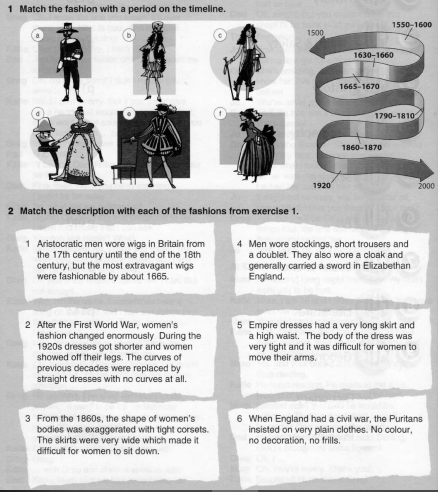 1 Match the fashion with a period on the timeline.
a
b
c
d
e
f
1500
1550–1600
1630–1660
1665–1670
1790–1810
1860–1870
1920
2000
2 Match the description with each of the fashions from exercise 1.
1 Aristocratic men wore wigs in Britain from
the 17th century until the end of the 18th
century, but the most extravagant wigs
were fashionable by about 1665.
2 After the First World War, women's
fashion changed enormously During the
1920s dresses got shorter and women
showed off their legs. The curves of
previous decades were replaced by
straight dresses with no curves at all.
3 From the 1860s, the shape of women's
bodies was exaggerated with tight corsets.
The skirts were very wide which made it
difficult for women to sit down.
4 Men wore stockings, short trousers and
a doublet. They also wore a cloak and
generally carried a sword in Elizabethan
England.
5 Empire dresses had a very long skirt and
a high waist. The body of the dress was
very tight and it was difficult for women to
move their arms.
6 When England had a civil war, the Puritans
insisted on very plain clothes. No colour,
no decoration, no frills.